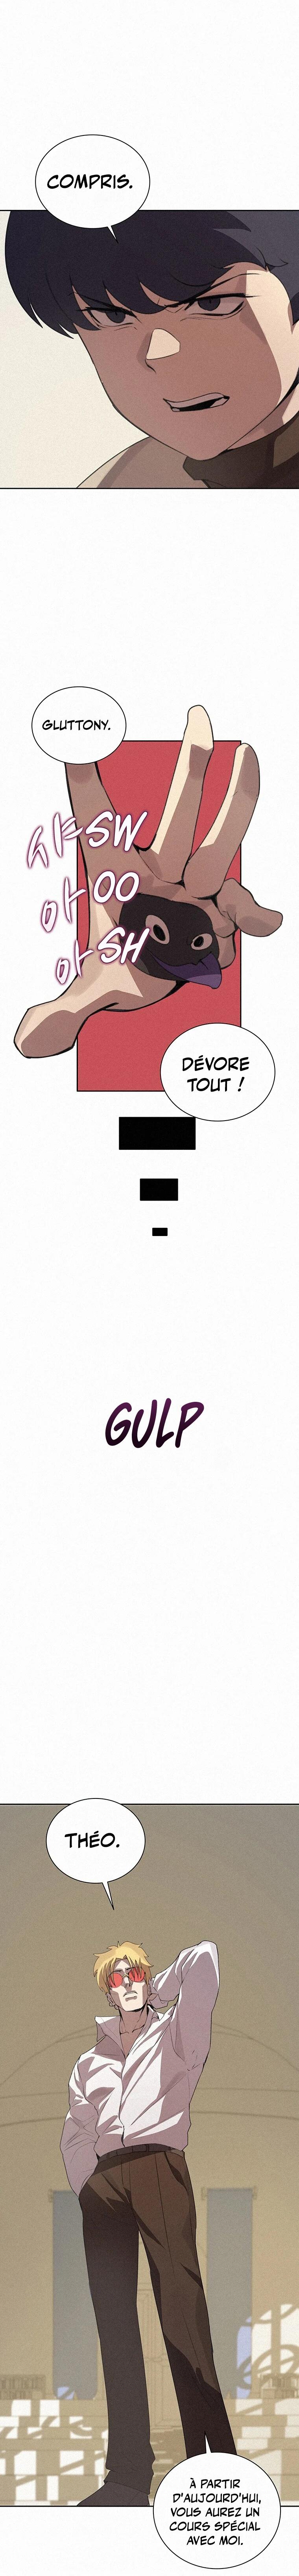 COMPRIS.
GLUTTONY.
샤SW
아OO
아SH
DÉVORE
TOUT !
GULP
THÉO.
À PARTIR
D'AUJOURD'HUI,
VOUS AUREZ UN
COURS SPÉCIAL
AVEC MOI.